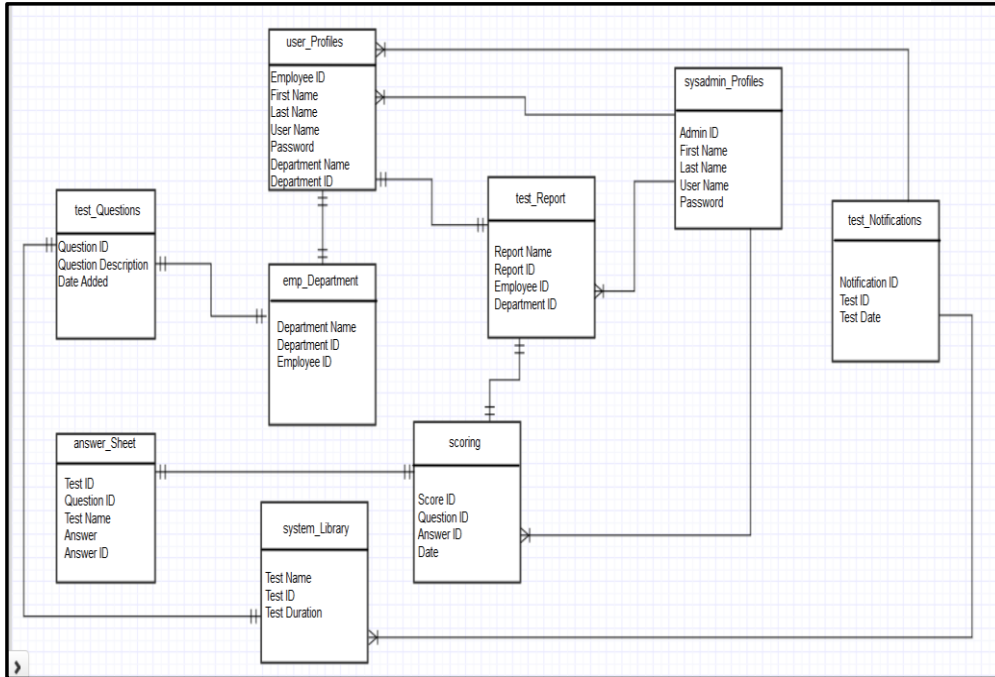 user_Profiles
Employee ID
First Name
Last Name
User Name
Password
Department Name
Department ID
sysadmin_Profiles
Admin ID
First Name
Last Name
User Name
Password
test_Questions
Question ID
Question Description
Date Added
test_Report
Report Name
Report ID
Employee ID
Department ID
test_Notifications
Notification ID
Test ID
Test Date
emp_Department
Department Name
Department ID
Employee ID
answer_Sheet
Test ID
Question ID
Test Name
Answer
Answer ID
scoring
Score ID
Question ID
Answer ID
Date
system_Library
Test Name
Test ID
Test Duration